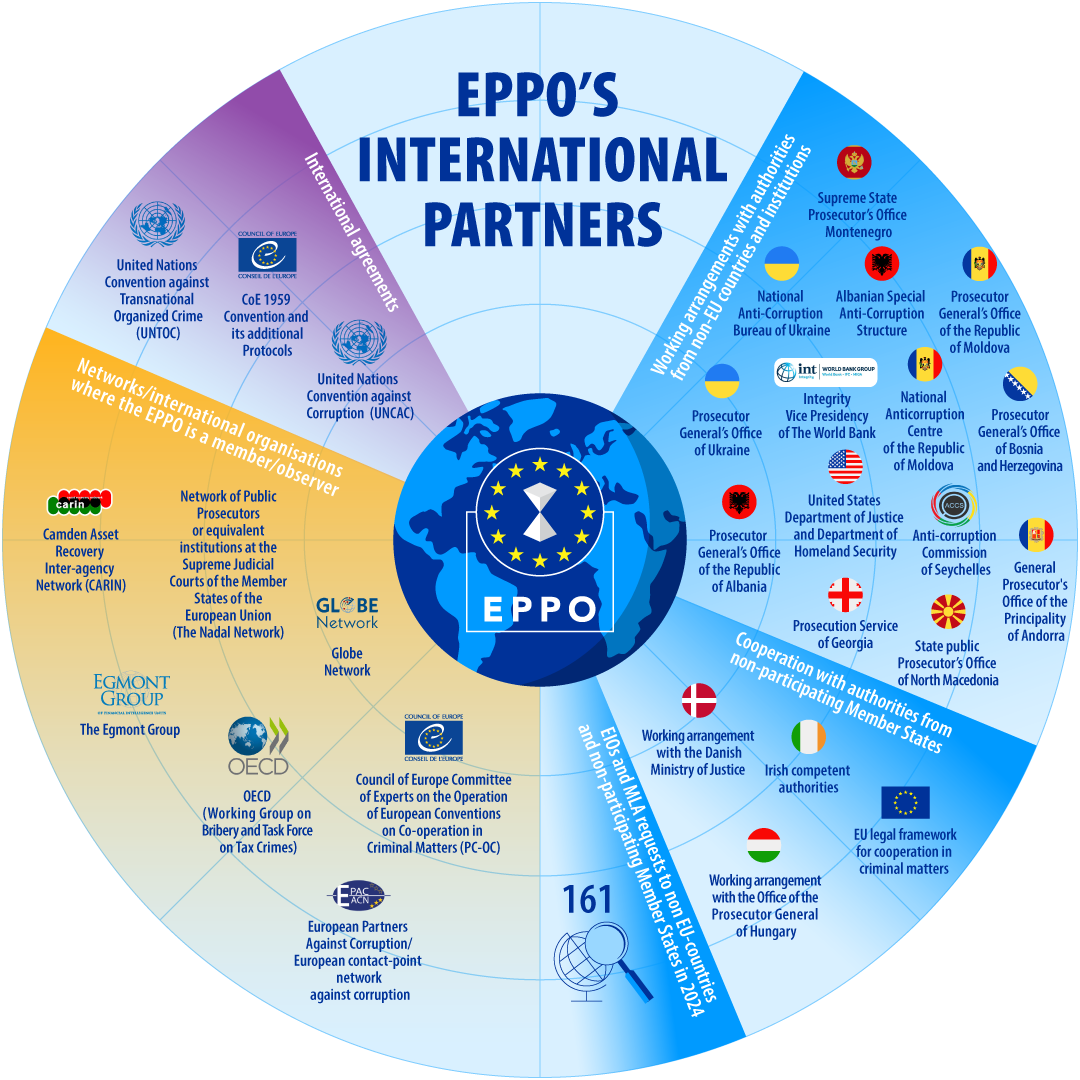 EPPO'S
INTERNATIONAL
PARTNERS
International agreements
United Nations
Convention against
Transnational
Organized Crime
(UNTOC)
COUNCIL OF EUROPE
CONSEIL DE L'EUROPE
CoE 1959
Convention and
its additional
Protocols
United Nations
Convention against
Corruption (UNCAC)
Working arrangements with authorities
from non-EU countries and institutions
Supreme State
Prosecutor's Office
Montenegro
National
Anti-Corruption
Bureau of Ukraine
Albanian Special
Anti-Corruption
Structure
Prosecutor
General's Office
of the Republic
of Moldova
Prosecutor
General's Office
of Ukraine
int
Integrity
WORLD BANK GROUP
World Bank • IFC • MIGA
Integrity
Vice Presidency
of The World Bank
National
Anticorruption
Centre
of the Republic
of Moldova
Prosecutor
General's Office
of Bosnia
and Herzegovina
Prosecutor
General's Office
of the Republic
of Albania
United States
Department of Justice
and Department of
Homeland Security
ACCS
Anti-corruption
Commission
of Seychelles
General
Prosecutor's
Office of the
Principality
of Andorra
Prosecution Service
of Georgia
State public
Prosecutor's Office
of North Macedonia
Networks/international organisations
where the EPPO is a member/observer
carin
Camden Asset
Recovery
Inter-agency
Network (CARIN)
Network of Public
Prosecutors
or equivalent
institutions at the
Supreme Judicial
Courts of the Member
States of the
European Union
(The Nadal Network)
GLOBE
Network
Globe
Network
EGMONT
GROUP
OF FINANCIAL INTELLIGENCE UNITS
The Egmont Group
OECD
OECD
(Working Group on
Bribery and Task Force
on Tax Crimes)
COUNCIL OF EUROPE
CONSEIL DE L'EUROPE
Council of Europe Committee
of Experts on the Operation
of European Conventions
on Co-operation in
Criminal Matters (PC-OC)
EPAC
EACN
European Partners
Against Corruption/
European contact-point
network
against corruption
EPPO
Cooperation with authorities from
non-participating Member States
Working arrangement
with the Danish
Ministry of Justice
Irish competent
authorities
EU legal framework
for cooperation in
criminal matters
Working arrangement
with the Office of the
Prosecutor General
of Hungary
EIOs and MLA requests to non EU-countries
and non-participating Member States in 2024
161